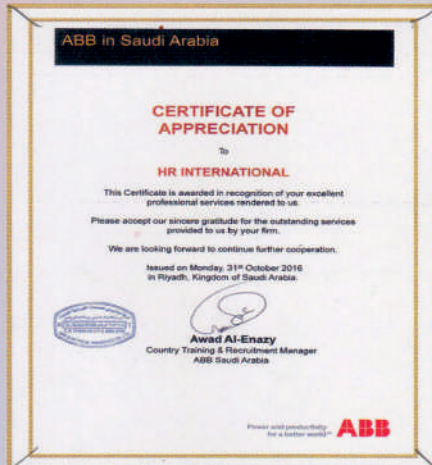 ABB in Saudi Arabia
CERTIFICATE OF
APPRECIATION
To
HR INTERNATIONAL
This Certificate is awarded in recognition of your excellent
professional services rendered to us.
Please accept our sincere gratitude for the outstanding services
provided to us by your firm.
We are looking forward to continue further cooperation.
Issued on Monday, 31st October 2016
in Riyadh, Kingdom of Saudi Arabia.
Awad Al-Enazy
Country Training & Recruitment Manager
ABB Saudi Arabia
Power and productivity
for a better world™
ABB